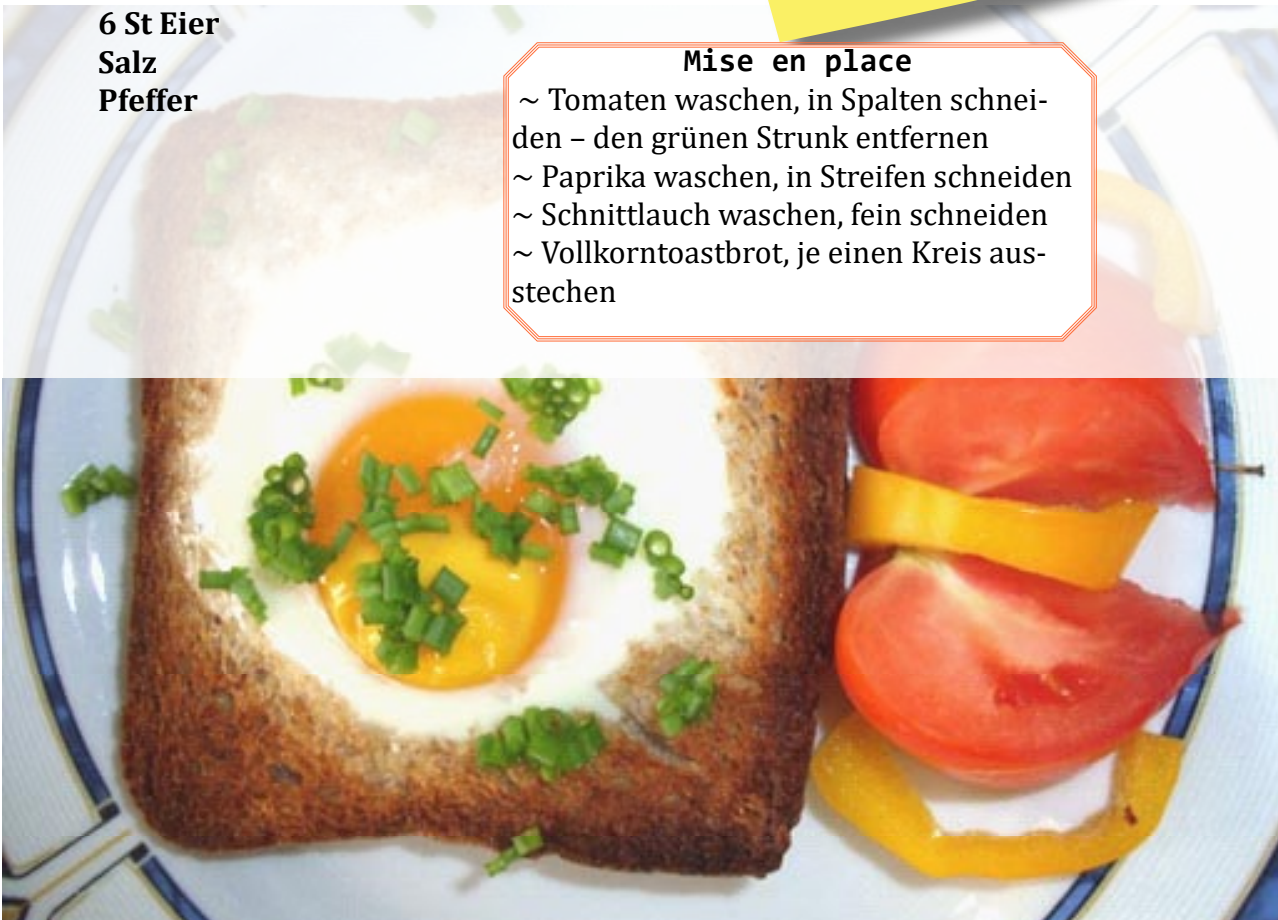 6 St Eier
Salz
Pfeffer
Mise en place
~ Tomaten waschen, in Spalten schnei-
den – den grünen Strunk entfernen
~ Paprika waschen, in Streifen schneiden
~ Schnittlauch waschen, fein schneiden
~ Vollkorntoastbrot, je einen Kreis aus-
stechen